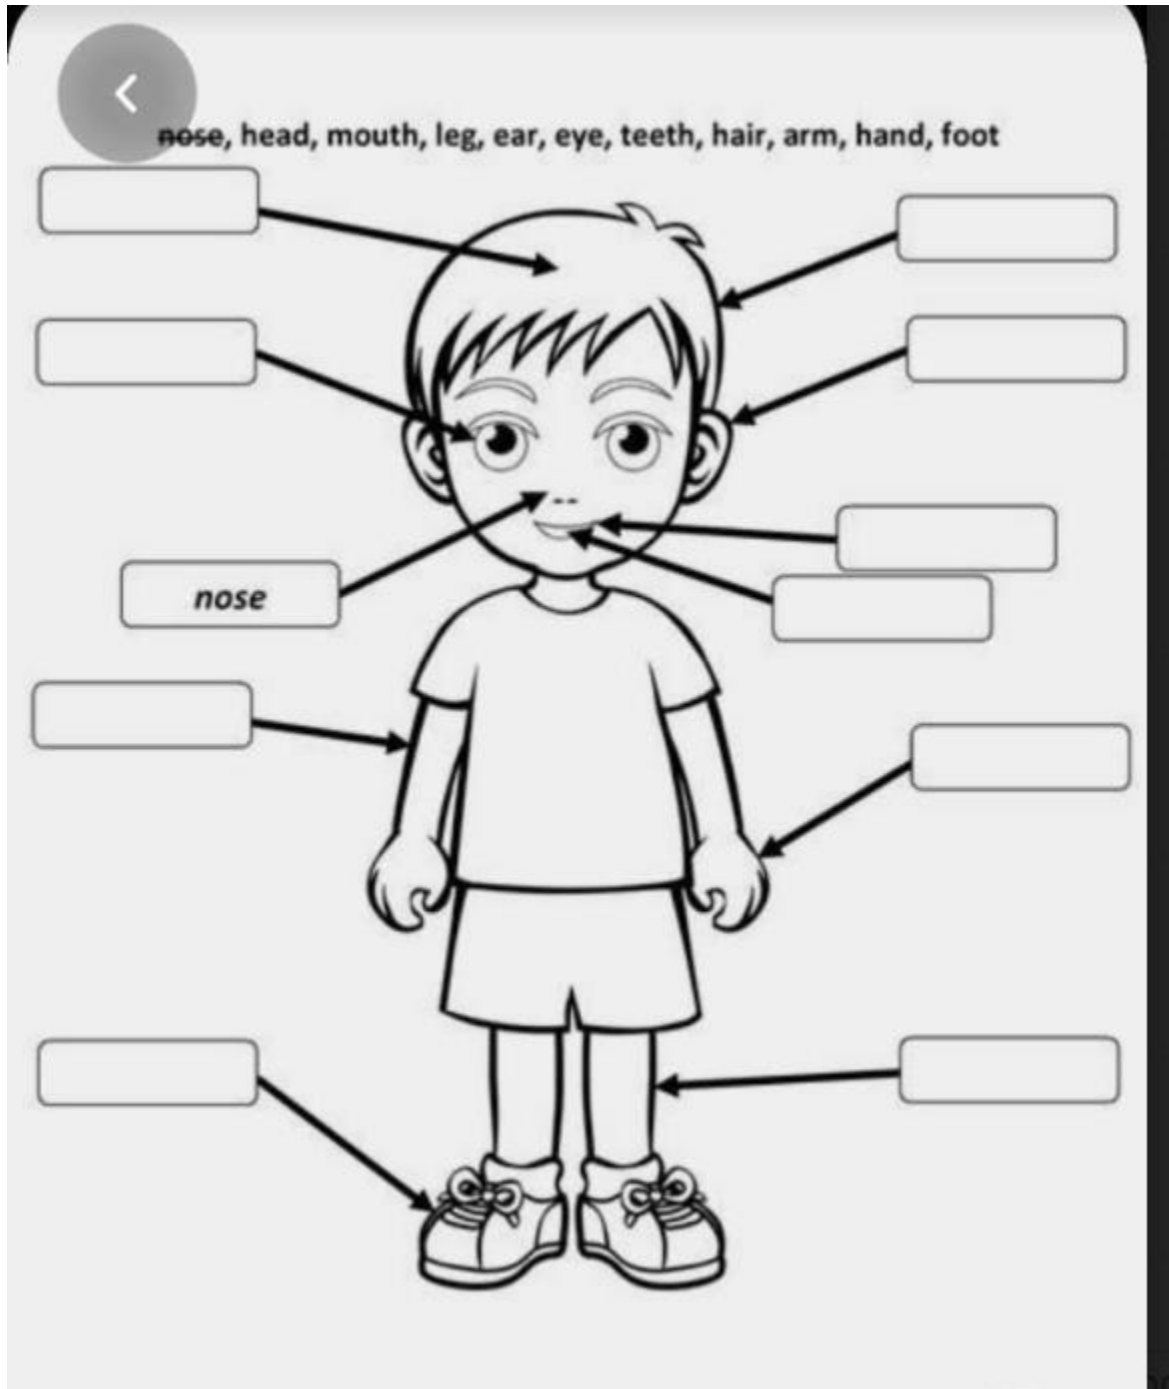 nose, head, mouth, leg, ear, eye, teeth, hair, arm, hand, foot
nose